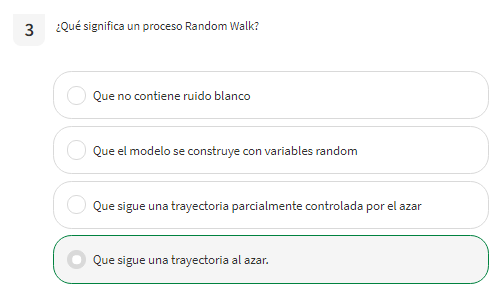 3 ¿Qué significa un proceso Random Walk?
Que no contiene ruido blanco
Que el modelo se construye con variables random
Que sigue una trayectoria parcialmente controlada por el azar
Que sigue una trayectoria al azar.